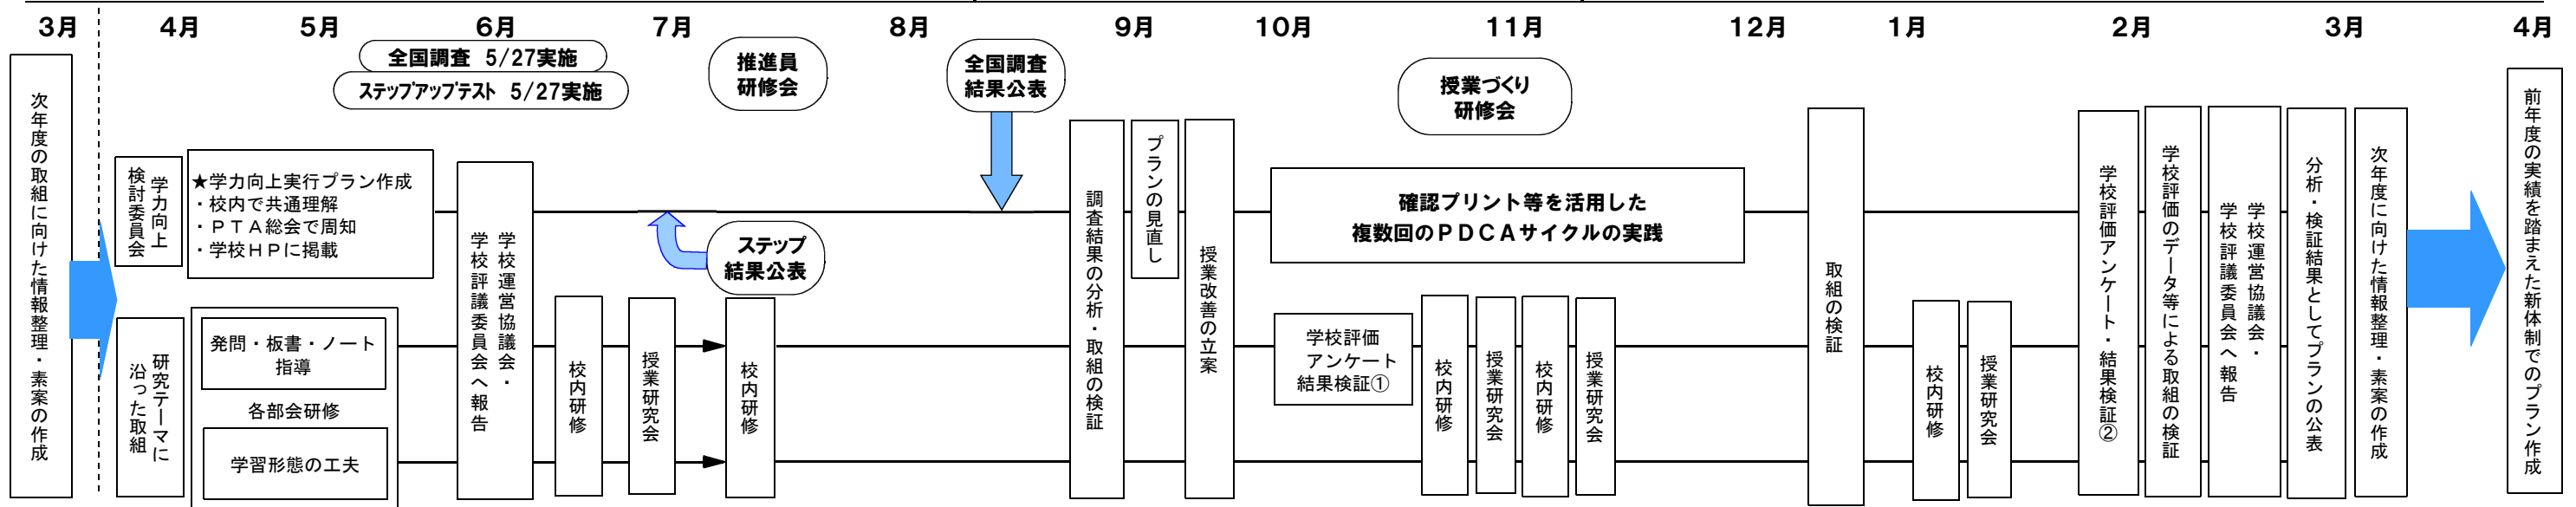 3月
4月
5月
6月
7月
8月
9月
10月
11月
12月
1月
2月
3月
4月
全国調査 5/27実施
ステップアップテスト 5/27実施
推進員
研修会
全国調査
結果公表
授業づくり
研修会
次年度の取組に向けた情報整理・素案の作成
学力向上
検討委員会
★学力向上実行プラン作成
・校内で共通理解
・PTA総会で周知
・学校HPに掲載
研究テーマに
沿った取組
発問・板書・ノート
指導
各部会研修
学習形態の工夫
学校運営協議会・
学校評議委員会へ報告
校内研修
授業研究会
ステップ
結果公表
校内研修
調査結果の分析・取組の検証
プランの見直し
授業改善の立案
確認プリント等を活用した
複数回のPDCAサイクルの実践
学校評価
アンケート
結果検証①
校内研修
授業研究会
校内研修
授業研究会
取組の検証
校内研修
授業研究会
学校評価アンケート・結果検証②
学校評価のデータ等による取組の検証
学校運営協議会・
学校評議委員会へ報告
分析・検証結果としてプランの公表
次年度に向けた情報整理・素案の作成
前年度の実績を踏まえた新体制でのプラン作成